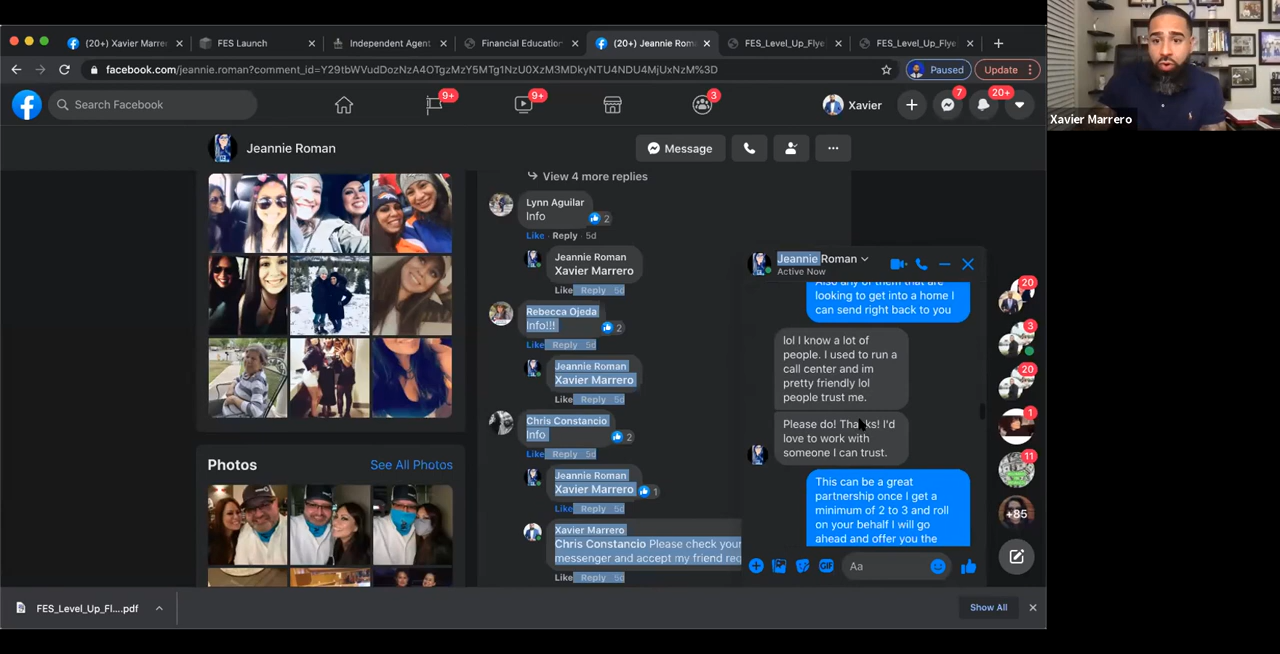 (20+) Xavier Marre
FES Launch
Independent Agent
Financial Education
(20+) Jeannie Rom
FES_Level_Up_Flye
FES_Level_Up_Flye
facebook.com/jeannie.roman?comment_id=
Paused
Update
Search Facebook
9+
9+
3
Xavier
7
20+
Xavier Marrero
Jeannie Roman
Message
View 4 more replies
Lynn Aguilar
Info
2
Like · Reply · 5d
Jeannie Roman
Xavier Marrero
Like Reply 5d
Rebecca Ojeda
Info!!!
2
Like Reply 5d
Jeannie Roman
Xavier Marrero
Like Reply 5d
Chris Constancio
Info
2
Like Reply 5d
Jeannie Roman
Xavier Marrero
1
Like Reply 5d
Xavier Marrero
Chris Constancio Please check your
messenger and accept my friend req
Like Reply 5d
Photos
See All Photos
Jeannie Roman
Active Now
Also any of them that are
looking to get into a home I
can send right back to you
lol I know a lot of
people. I used to run a
call center and im
pretty friendly lol
people trust me.
Please do! Thanks! I'd
love to work with
someone I can trust.
This can be a great
partnership once I get a
minimum of 2 to 3 and roll
on your behalf I will go
ahead and offer you the
GIF
Aa
20
3
20
1
11
+85
FES_Level_Up_Fl....pdf
Show All